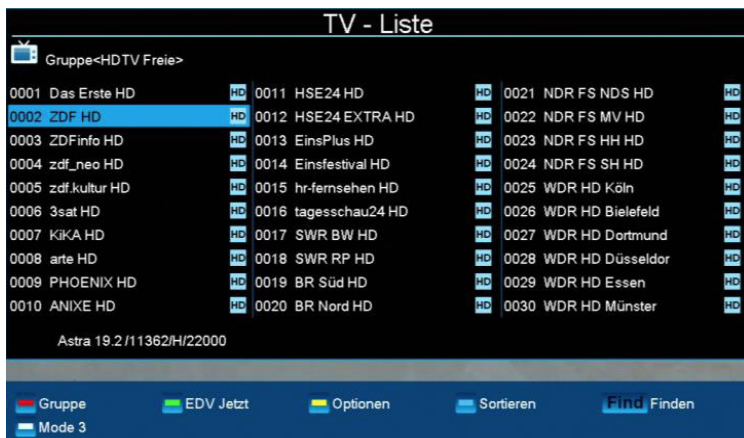 TV - Liste
Gruppe<HDTV Freie>
0001 Das Erste HD HD 0011 HSE24 HD HD 0021 NDR FS NDS HD HD
0002 ZDF HD HD 0012 HSE24 EXTRA HD HD 0022 NDR FS MV HD HD
0003 ZDFinfo HD HD 0013 EinsPlus HD HD 0023 NDR FS HH HD HD
0004 zdf_neo HD HD 0014 Einsfestival HD HD 0024 NDR FS SH HD HD
0005 zdf.kultur HD HD 0015 hr-fernsehen HD HD 0025 WDR HD Köln HD
0006 3sat HD HD 0016 tagesschau24 HD HD 0026 WDR HD Bielefeld HD
0007 KiKA HD HD 0017 SWR BW HD HD 0027 WDR HD Dortmund HD
0008 arte HD HD 0018 SWR RP HD HD 0028 WDR HD Düsseldor HD
0009 PHOENIX HD HD 0019 BR Süd HD HD 0029 WDR HD Essen HD
0010 ANIXE HD HD 0020 BR Nord HD HD 0030 WDR HD Münster HD
Astra 19.2 /11362/H/22000
Gruppe EDV Jetzt Optionen Sortieren Find Finden
Mode 3